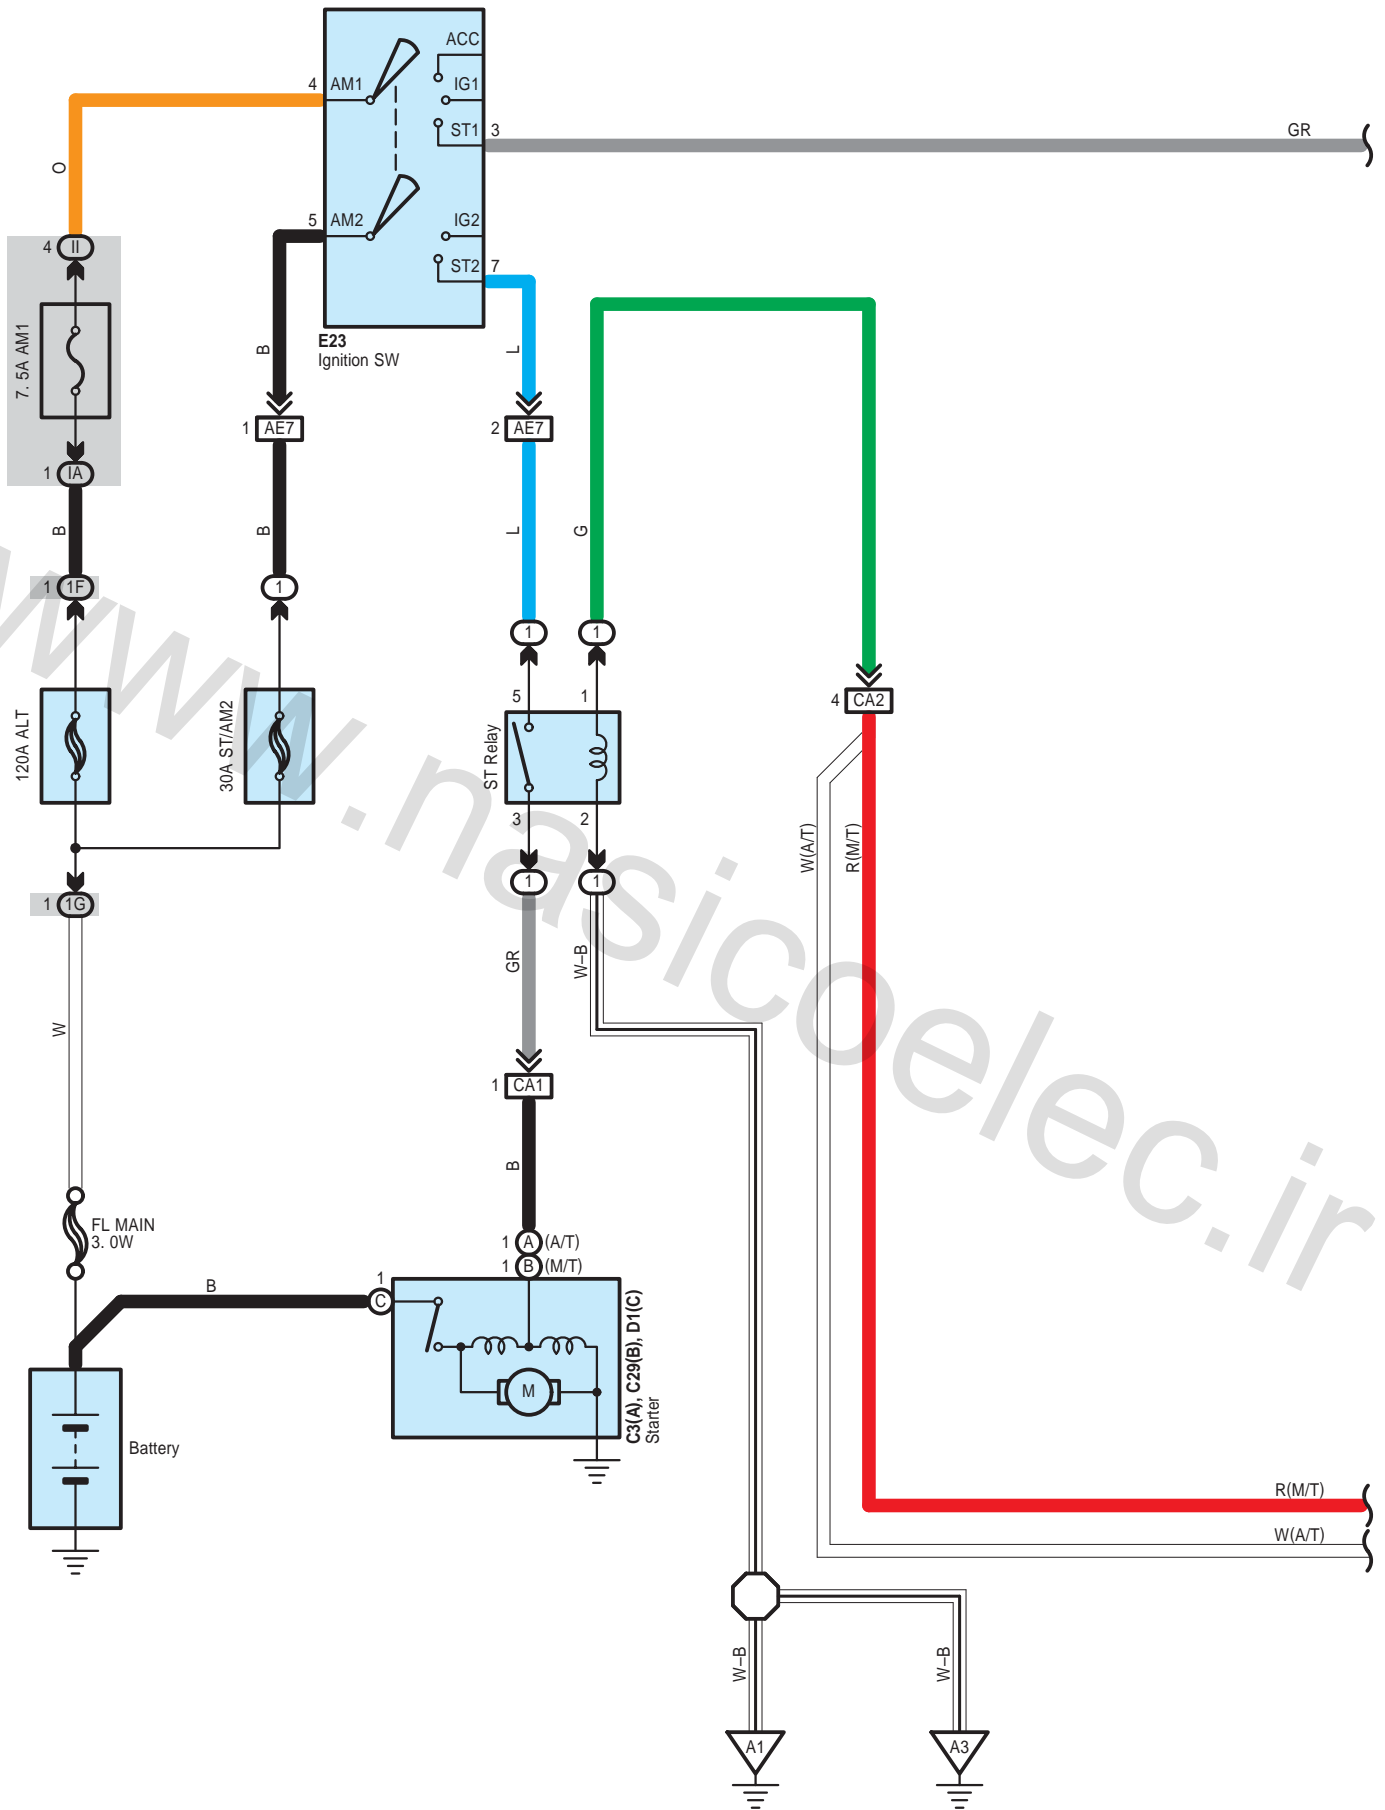 ACC
4 AM1
IG1
ST1 3
GR
O
5 AM2
IG2
ST2 7
4 II
E23
Ignition SW
7. 5A AM1
B
L
1 AE7
2 AE7
1 IA
B
B
L
G
1 1F
1
1
1
5
1
4 CA2
120A ALT
30A ST/AM2
ST Relay
3
2
W(A/T)
R(M/T)
1
1
1 1G
GR
W–B
W
1 CA1
B
FL MAIN
3. 0W
1 A (A/T)
1 B (M/T)
B
1
C
M
C3(A), C29(B), D1(C)
Starter
Battery
R(M/T)
W(A/T)
W–B
W–B
A1
A3
www.nasicoelec.ir